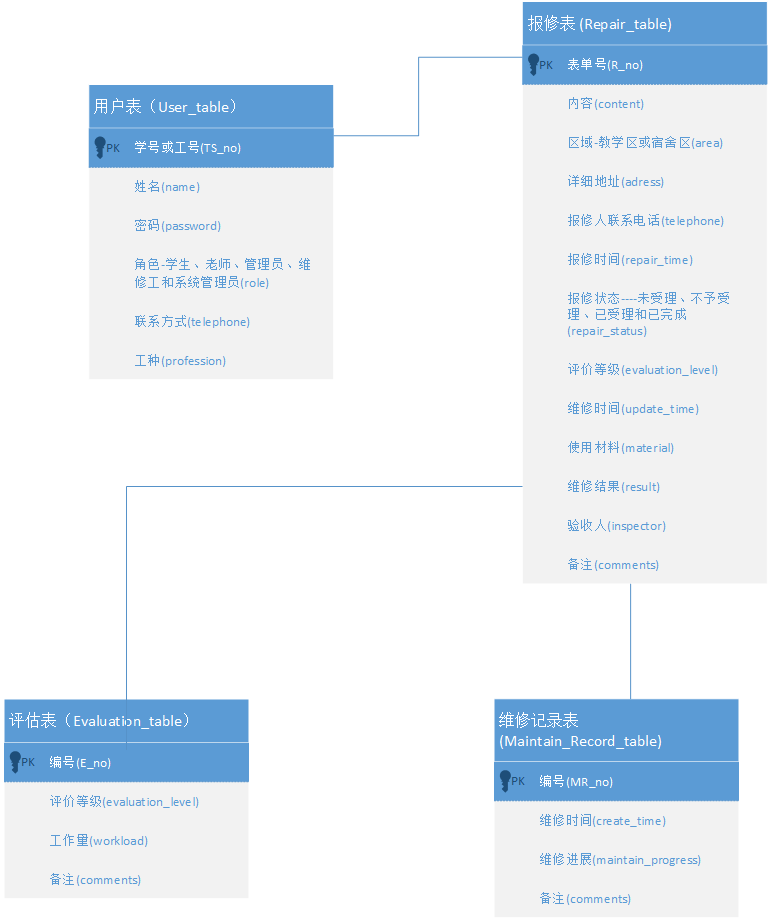 报修表 (Repair_table)
PK 表单号(R_no)
内容(content)
区域-教学区或宿舍区(area)
详细地址(adress)
报修人联系电话(telephone)
报修时间(repair_time)
报修状态----未受理、不予受
理、已受理和已完成
(repair_status)
评价等级(evaluation_level)
维修时间(update_time)
使用材料(material)
维修结果(result)
验收人(inspector)
备注(comments)
用户表（User_table）
PK 学号或工号(TS_no)
姓名(name)
密码(password)
角色-学生、老师、管理员、维
修工和系统管理员(role)
联系方式(telephone)
工种(profession)
评估表（Evaluation_table）
PK 编号(E_no)
评价等级(evaluation_level)
工作量(workload)
备注(comments)
维修记录表
(Maintain_Record_table)
PK 编号(MR_no)
维修时间(create_time)
维修进展(maintain_progress)
备注(comments)